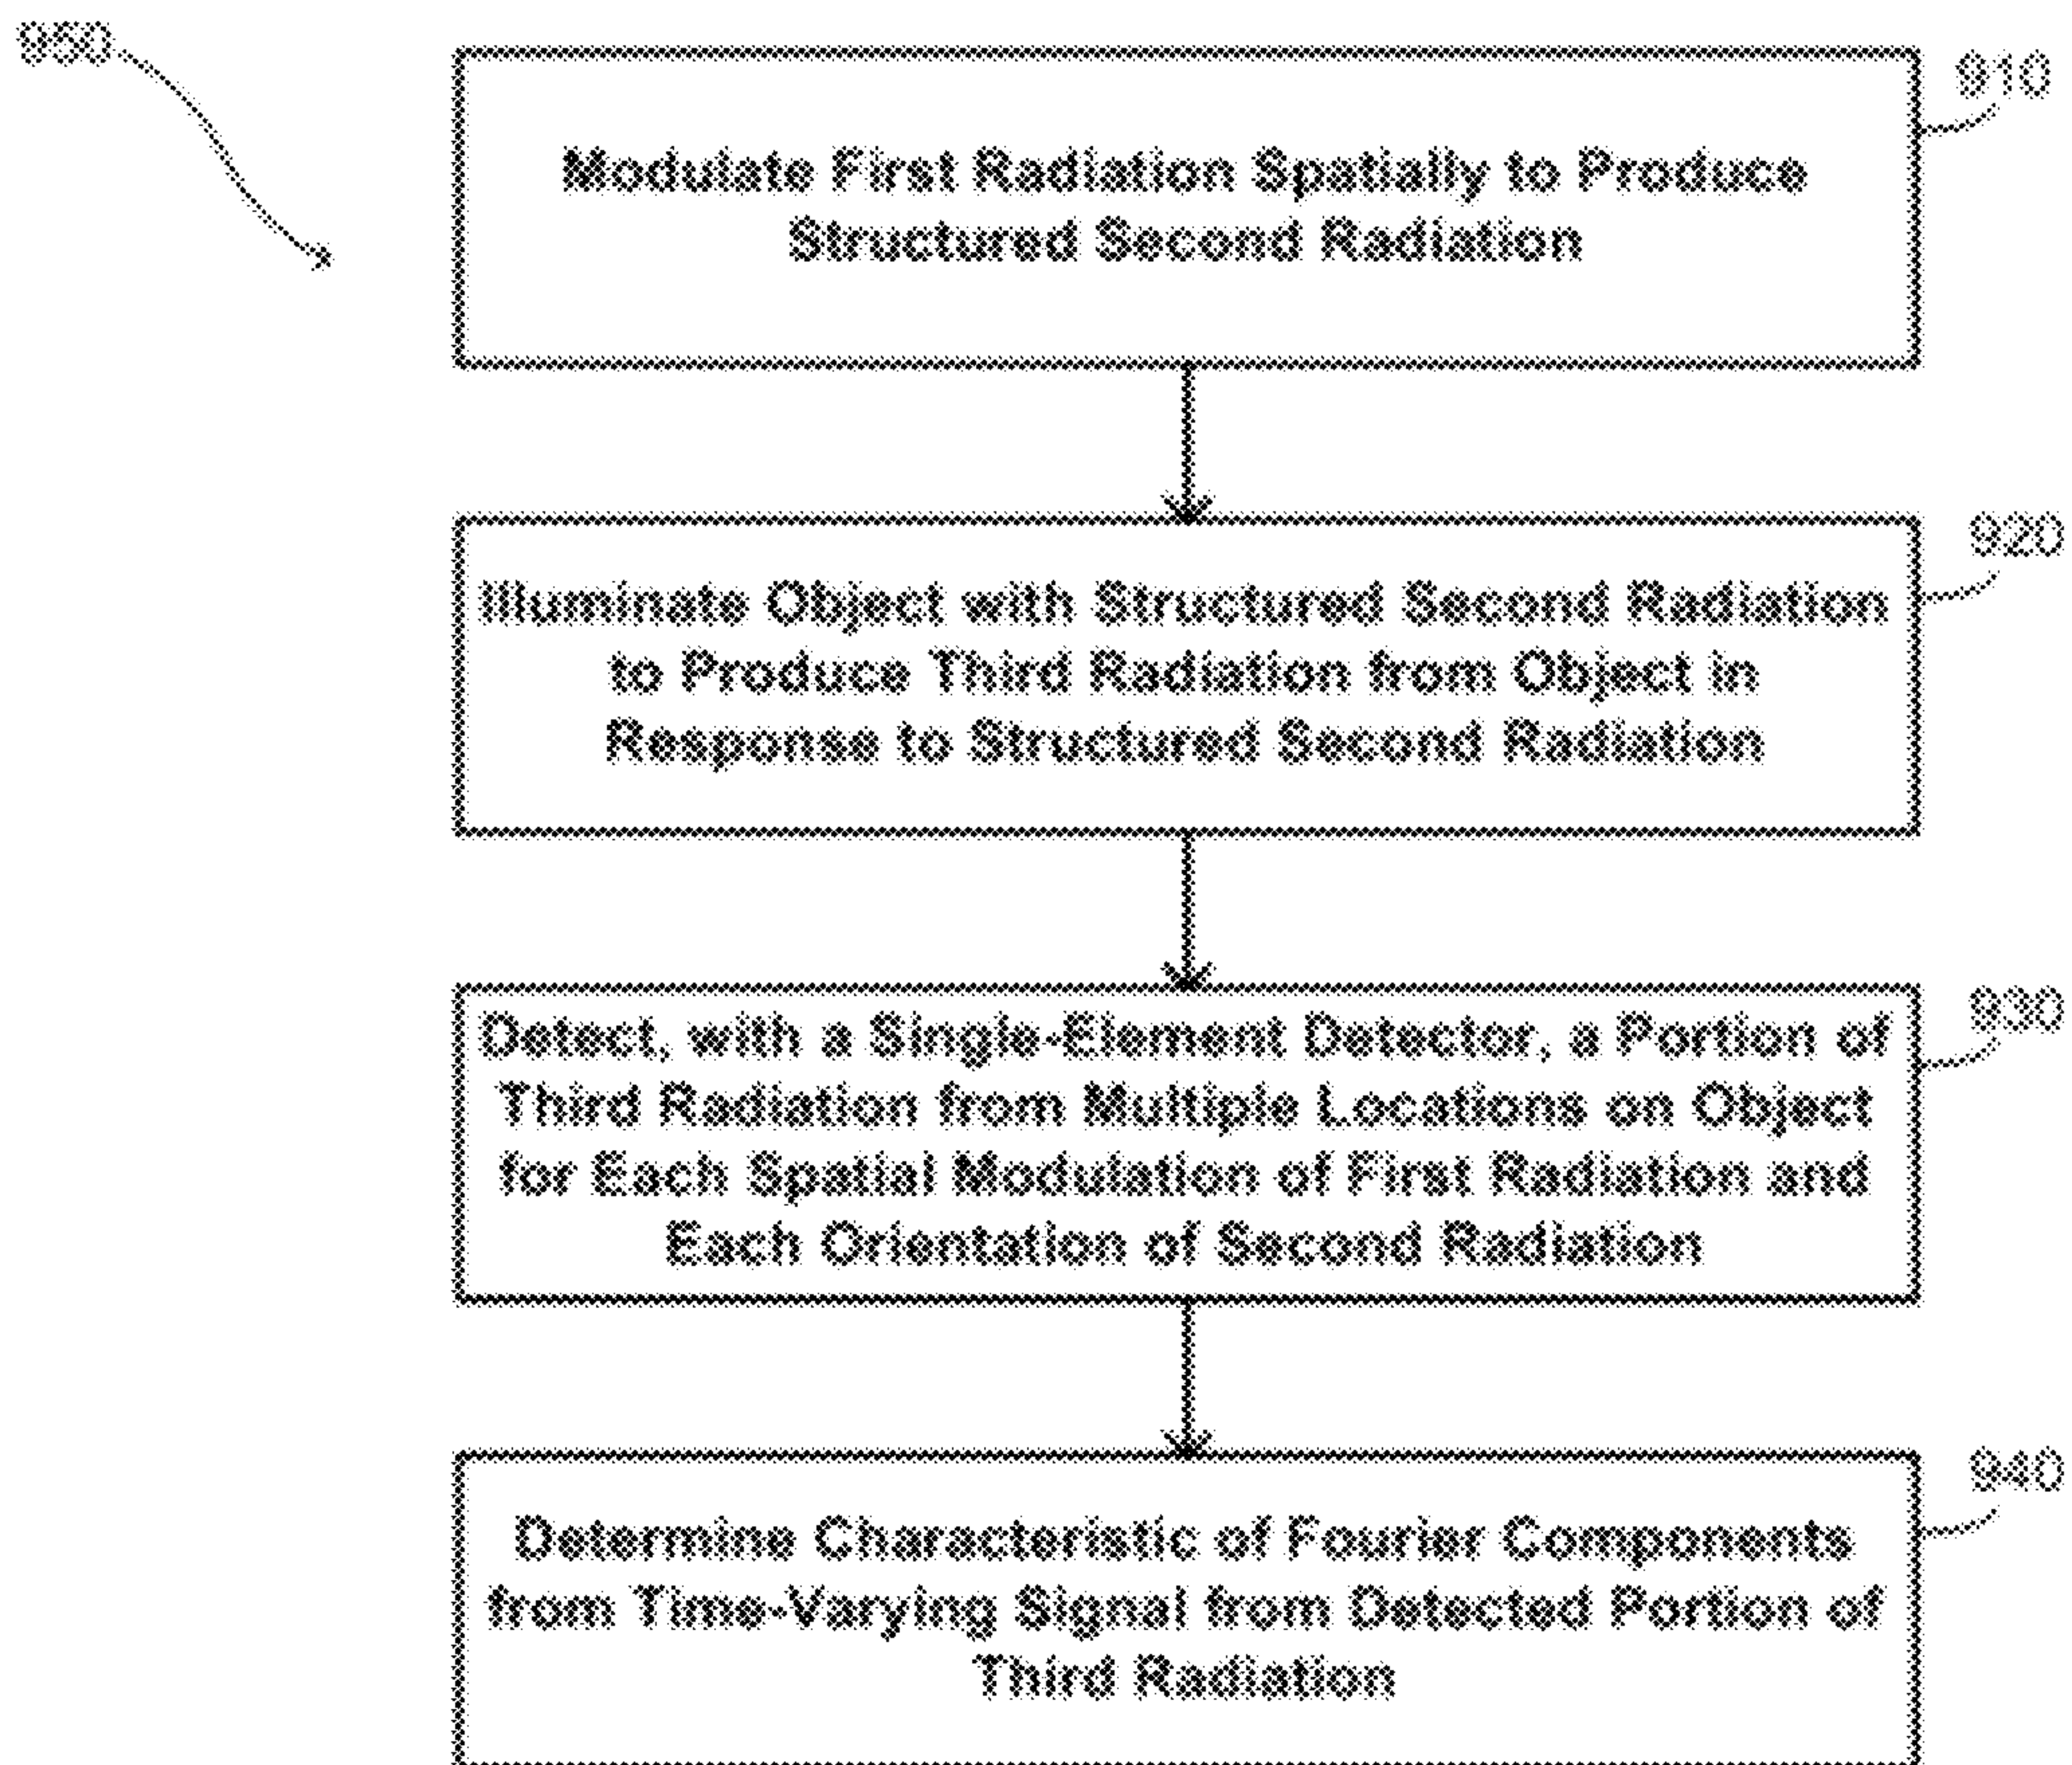 950
910
Modulate First Radiation Spatially to Produce
Structured Second Radiation
920
Illuminate Object with Structured Second Radiation
to Produce Third Radiation from Object in
Response to Structured Second Radiation
930
Detect, with a Single-Element Detector, a Portion of
Third Radiation from Multiple Locations on Object
for Each Spatial Modulation of First Radiation and
Each Orientation of Second Radiation
940
Determine Characteristic of Fourier Components
from Time-Varying Signal from Detected Portion of
Third Radiation